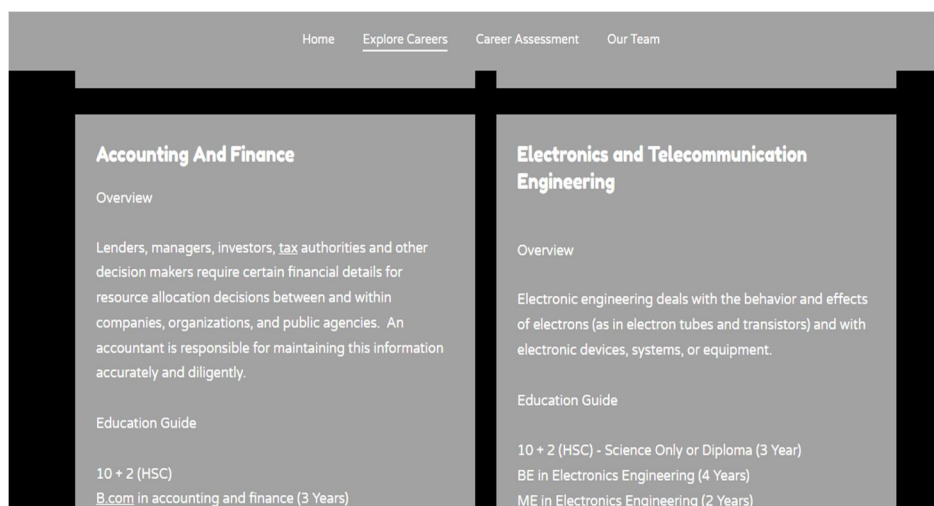 Home Explore Careers Career Assessment Our Team
Accounting And Finance
Overview
Lenders, managers, investors, tax authorities and other
decision makers require certain financial details for
resource allocation decisions between and within
companies, organizations, and public agencies.  An
accountant is responsible for maintaining this information
accurately and diligently.
Education Guide
10 + 2 (HSC)
B.com in accounting and finance (3 Years)
Electronics and Telecommunication
Engineering
Overview
Electronic engineering deals with the behavior and effects
of electrons (as in electron tubes and transistors) and with
electronic devices, systems, or equipment.
Education Guide
10 + 2 (HSC) - Science Only or Diploma (3 Year)
BE in Electronics Engineering (4 Years)
ME in Electronics Engineering (2 Years)